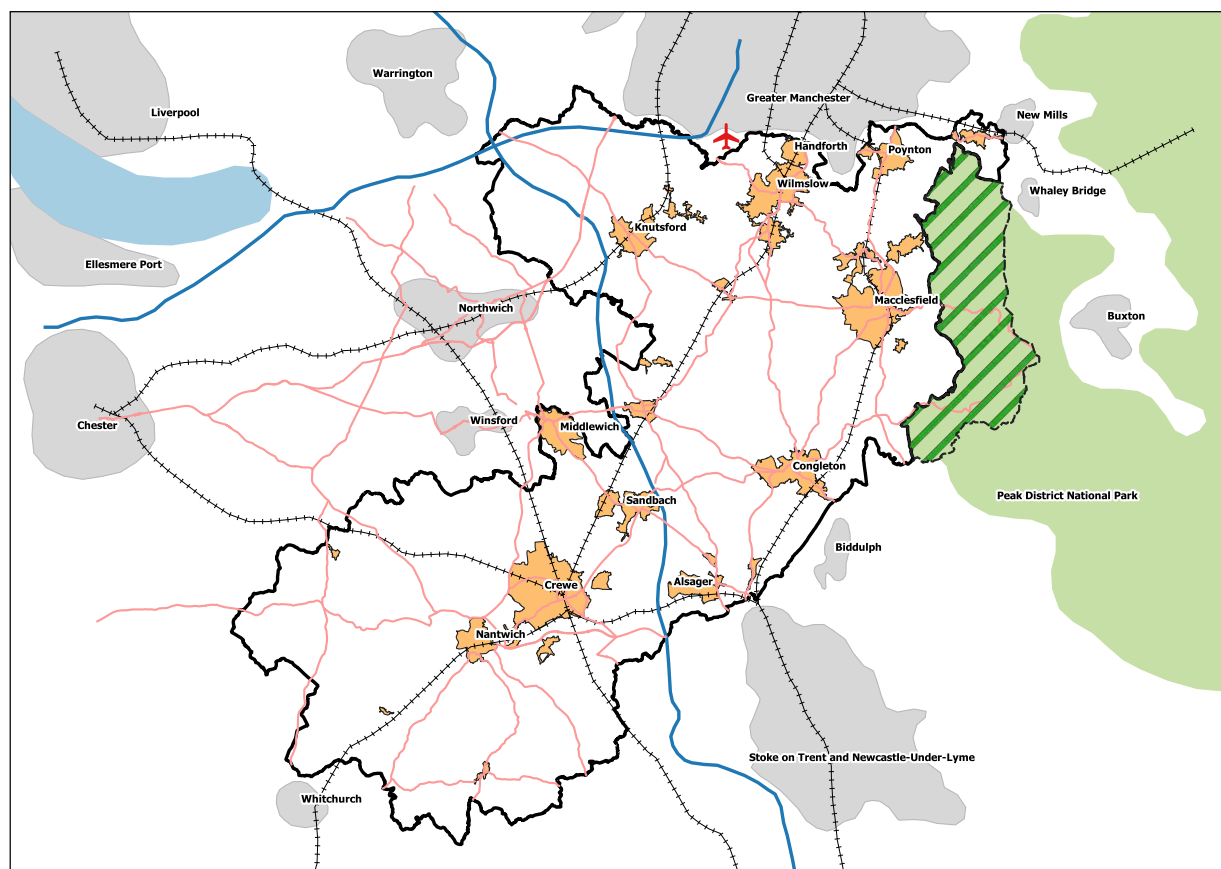 Warrington
Greater Manchester
Liverpool
New Mills
Handforth
Poynton
Wilmslow
Whaley Bridge
Knutsford
Ellesmere Port
Macclesfield
Northwich
Buxton
Winsford
Chester
Middlewich
Congleton
Peak District National Park
Sandbach
Biddulph
Alsager
Crewe
Nantwich
Stoke on Trent and Newcastle-Under-Lyme
Whitchurch